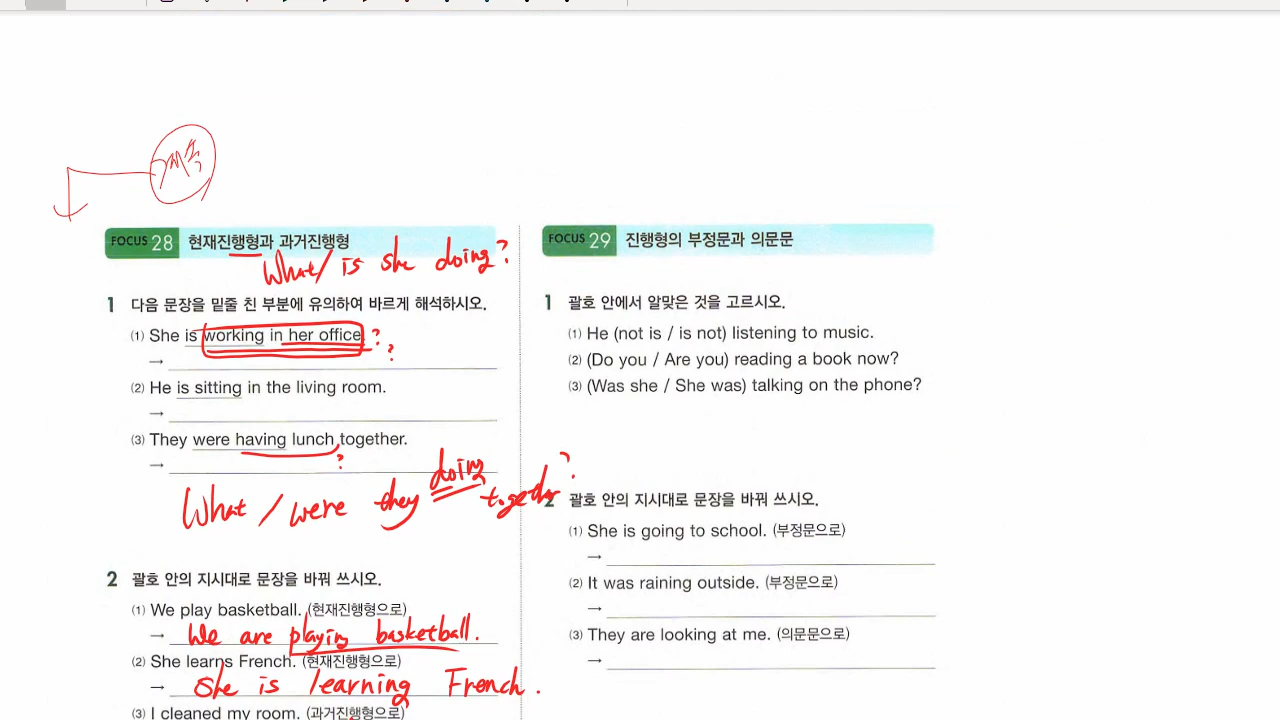 FOCUS 28 현재진행형과 과거진행형
What / is she doing?
1 다음 문장을 밑줄 친 부분에 유의하여 바르게 해석하시오.
(1) She is working in her office ?
→ ?
(2) He is sitting in the living room.
→
(3) They were having lunch together.
→ ?
What / were they doing together?
2 괄호 안의 지시대로 문장을 바꿔 쓰시오.
(1) We play basketball. (현재진행형으로)
→ We are playing basketball.
(2) She learns French. (현재진행형으로)
→ She is learning French.
(3) I cleaned my room. (과거진행형으로)
FOCUS 29 진행형의 부정문과 의문문
1 괄호 안에서 알맞은 것을 고르시오.
(1) He (not is / is not) listening to music.
(2) (Do you / Are you) reading a book now?
(3) (Was she / She was) talking on the phone?
2 괄호 안의 지시대로 문장을 바꿔 쓰시오.
(1) She is going to school. (부정문으로)
→
(2) It was raining outside. (부정문으로)
→
(3) They are looking at me. (의문문으로)
→